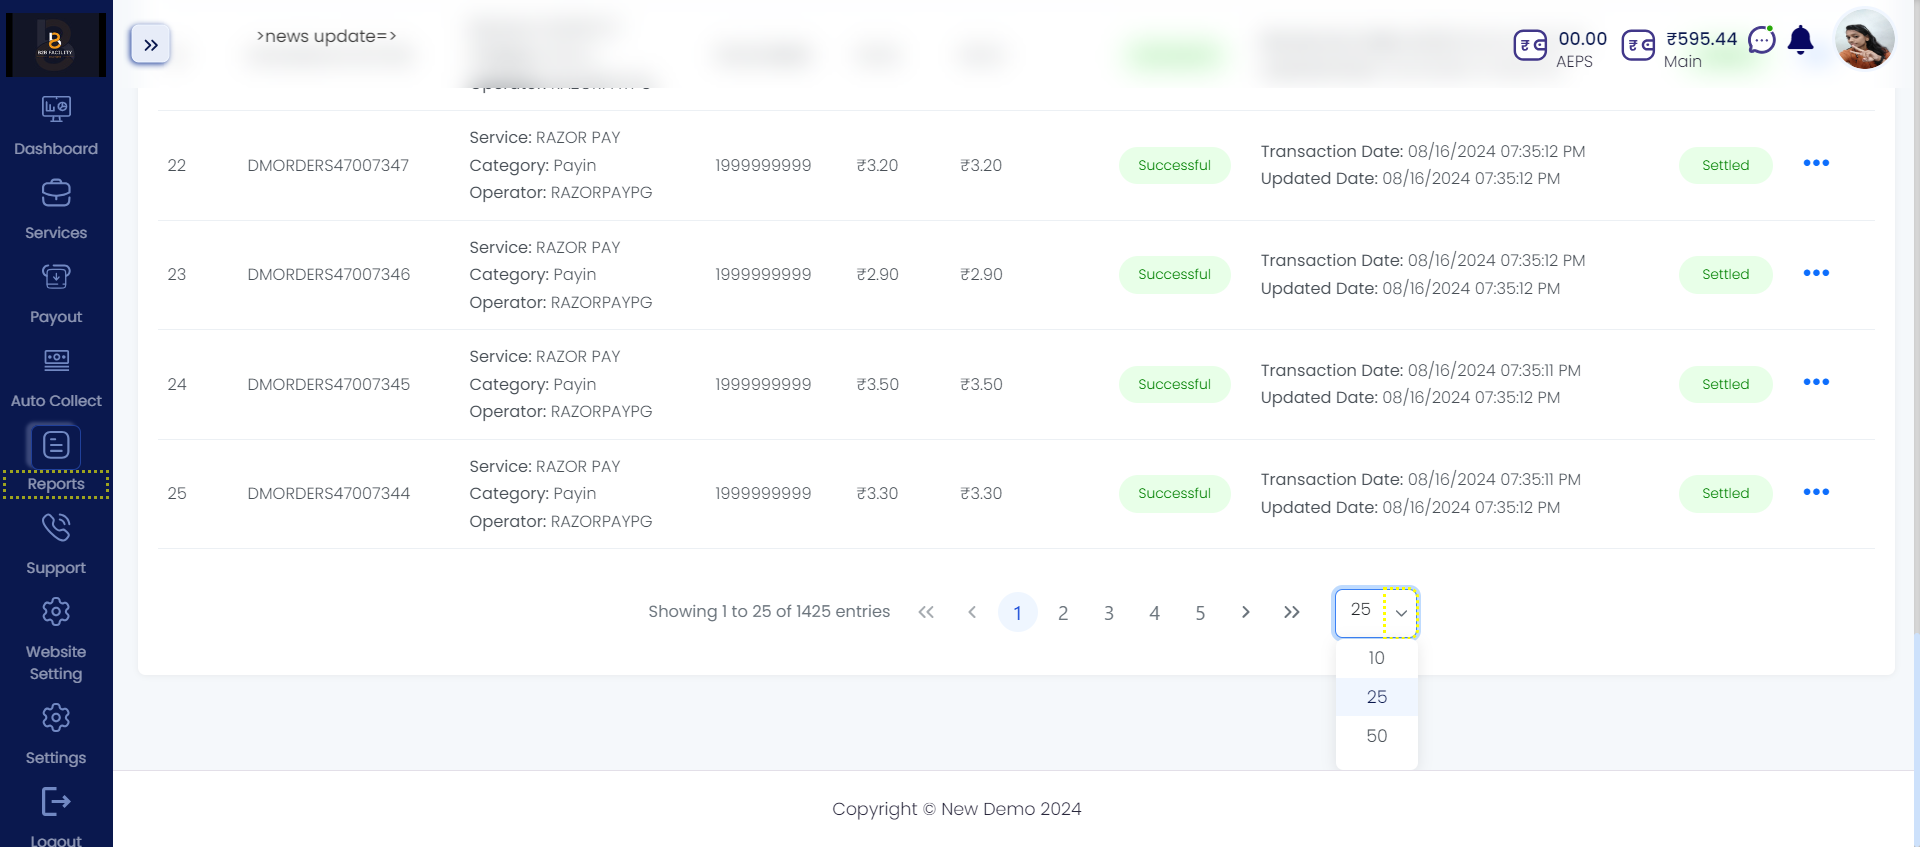 B2B FACILITY
>news update=>
00.00
AEPS
₹595.44
Main
Dashboard
Services
Payout
Auto Collect
Reports
Support
Website
Setting
Settings
Logout
22 DMORDERS47007347 Service: RAZOR PAY Category: Payin Operator: RAZORPAYPG 1999999999 ₹3.20 ₹3.20 Successful Transaction Date: 08/16/2024 07:35:12 PM Updated Date: 08/16/2024 07:35:12 PM Settled
23 DMORDERS47007346 Service: RAZOR PAY Category: Payin Operator: RAZORPAYPG 1999999999 ₹2.90 ₹2.90 Successful Transaction Date: 08/16/2024 07:35:12 PM Updated Date: 08/16/2024 07:35:12 PM Settled
24 DMORDERS47007345 Service: RAZOR PAY Category: Payin Operator: RAZORPAYPG 1999999999 ₹3.50 ₹3.50 Successful Transaction Date: 08/16/2024 07:35:11 PM Updated Date: 08/16/2024 07:35:12 PM Settled
25 DMORDERS47007344 Service: RAZOR PAY Category: Payin Operator: RAZORPAYPG 1999999999 ₹3.30 ₹3.30 Successful Transaction Date: 08/16/2024 07:35:11 PM Updated Date: 08/16/2024 07:35:12 PM Settled
Showing 1 to 25 of 1425 entries « ‹ 1 2 3 4 5 › » 25
10
25
50
Copyright © New Demo 2024